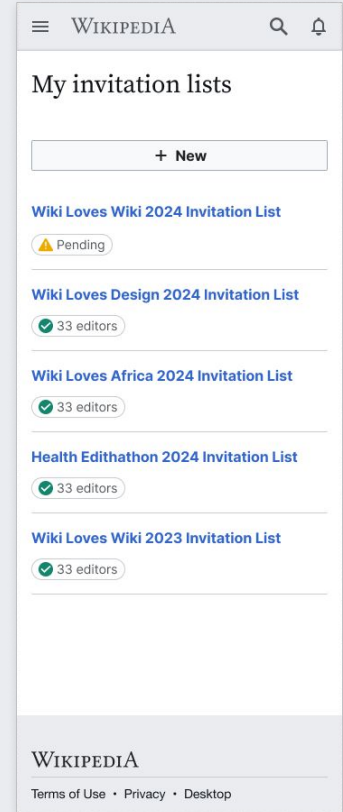 WIKIPEDIA
My invitation lists
+ New
Wiki Loves Wiki 2024 Invitation List
Pending
Wiki Loves Design 2024 Invitation List
33 editors
Wiki Loves Africa 2024 Invitation List
33 editors
Health Edithathon 2024 Invitation List
33 editors
Wiki Loves Wiki 2023 Invitation List
33 editors
WIKIPEDIA
Terms of Use • Privacy • Desktop